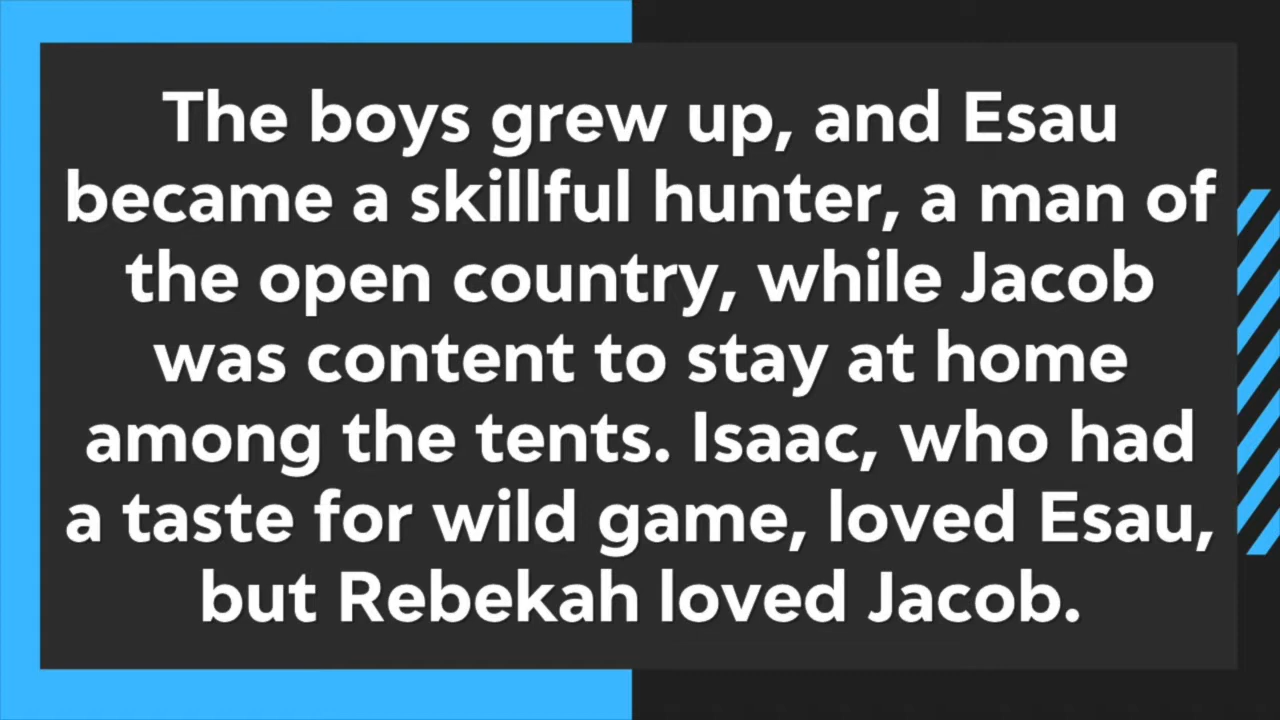 The boys grew up, and Esau
became a skillful hunter, a man of
the open country, while Jacob
was content to stay at home
among the tents. Isaac, who had
a taste for wild game, loved Esau,
but Rebekah loved Jacob.